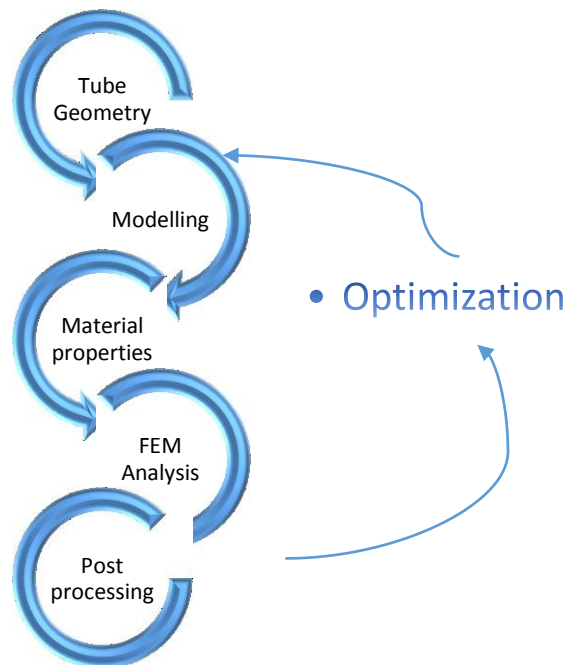 Tube
Geometry
Modelling
• Optimization
Material
properties
FEM
Analysis
Post
processing